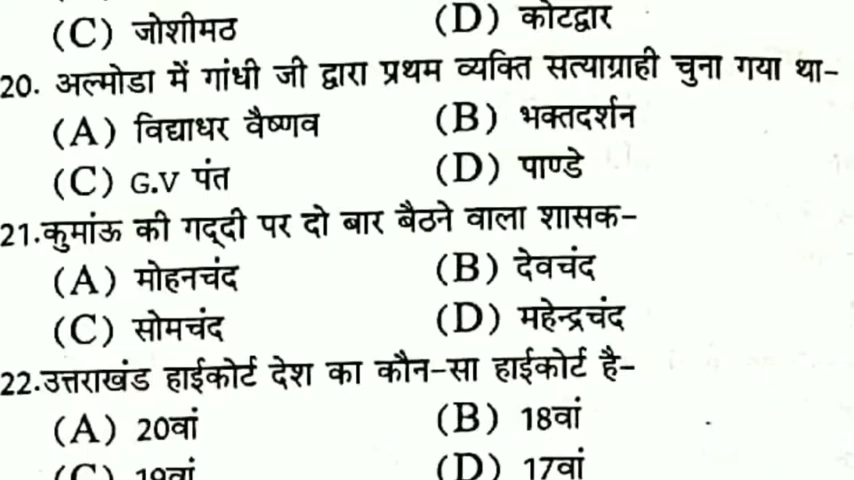 (C) जोशीमठ (D) कोटद्वार
20. अल्मोडा में गांधी जी द्वारा प्रथम व्यक्ति सत्याग्राही चुना गया था-
(A) विद्याधर वैष्णव (B) भक्तदर्शन
(C) G.V पंत (D) पाण्डे
21.कुमांऊ की गद्दी पर दो बार बैठने वाला शासक-
(A) मोहनचंद (B) देवचंद
(C) सोमचंद (D) महेन्द्रचंद
22.उत्तराखंड हाईकोर्ट देश का कौन-सा हाईकोर्ट है-
(A) 20वां (B) 18वां
(C) 19वां (D) 17वां